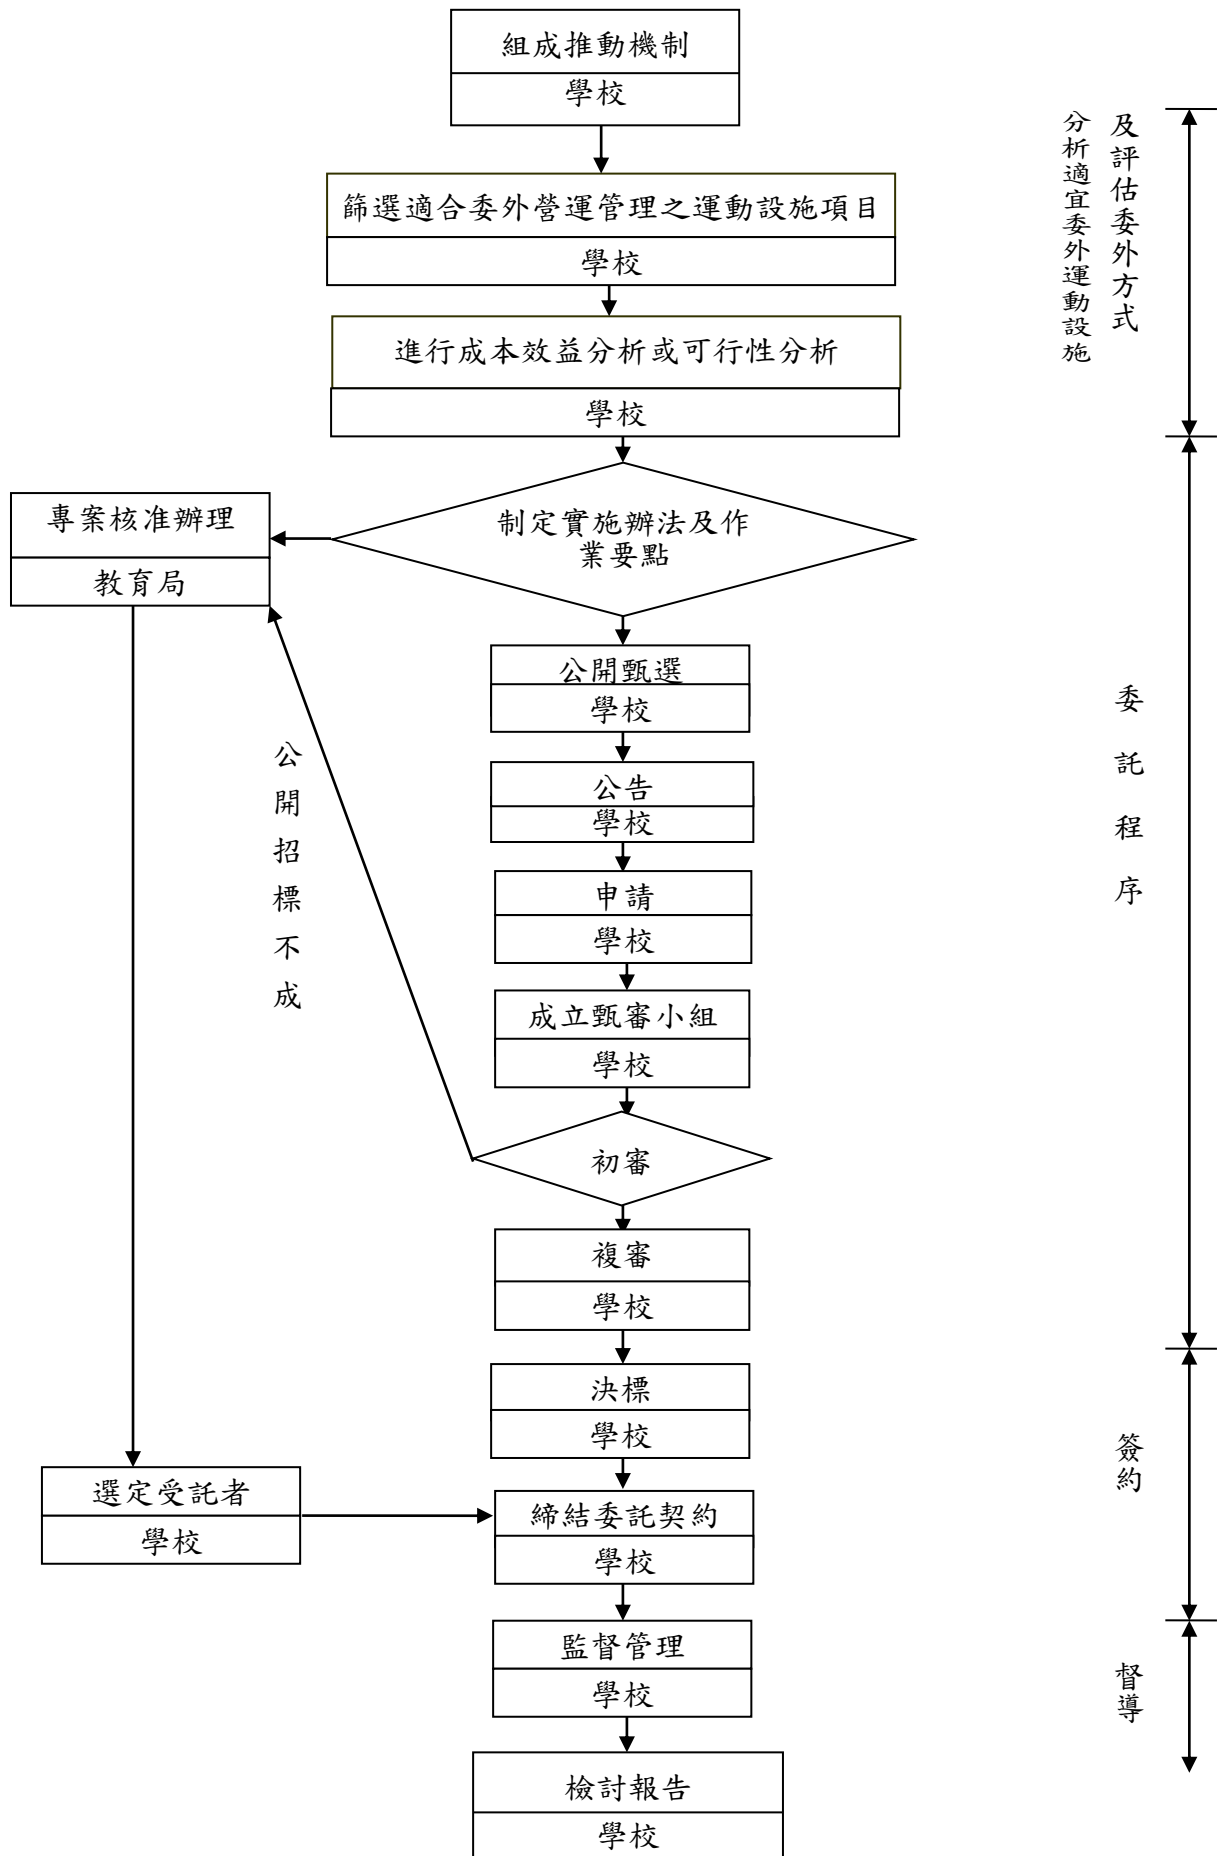 組成推動機制
學校
篩選適合委外營運管理之運動設施項目
學校
進行成本效益分析或可行性分析
學校
制定實施辦法及作
業要點
專案核准辦理
教育局
公開甄選
學校
公告
學校
申請
學校
成立甄審小組
學校
初審
公開招標不成
複審
學校
決標
學校
選定受託者
學校
締結委託契約
學校
監督管理
學校
檢討報告
學校
分析適宜委外運動設施
及評估委外方式
委託程序
簽約
督導